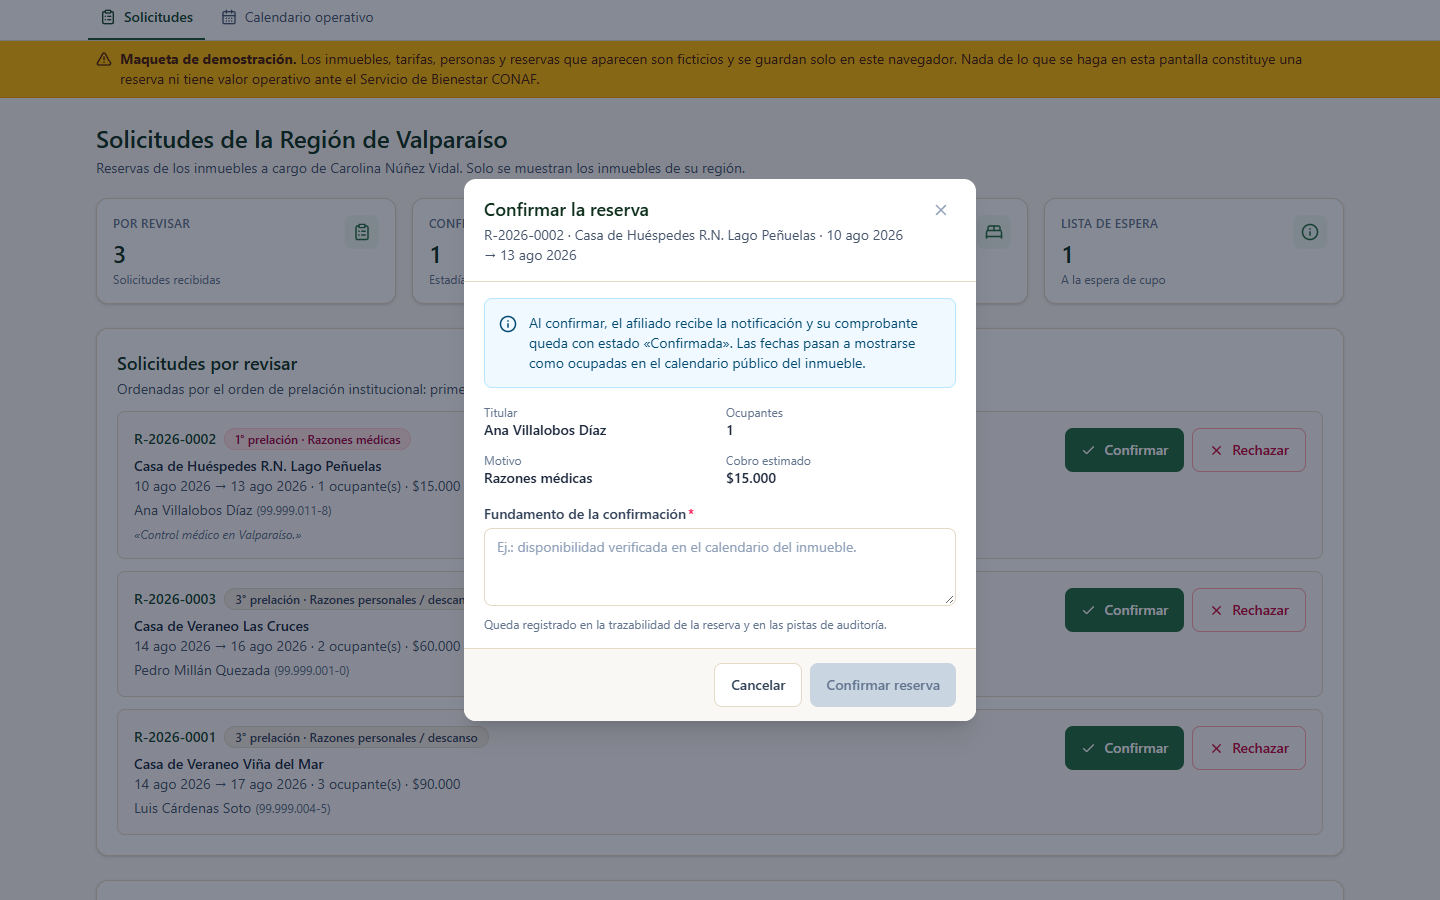 Solicitudes
Calendario operativo
Maqueta de demostración. Los inmuebles, tarifas, personas y reservas que aparecen son ficticios y se guardan solo en este navegador. Nada de lo que se haga en esta pantalla constituye una
reserva ni tiene valor operativo ante el Servicio de Bienestar CONAF.
Solicitudes de la Región de Valparaíso
Reservas de los inmuebles a cargo de Carolina Núñez Vidal. Solo se muestran los inmuebles de su región.
POR REVISAR
3
Solicitudes recibidas
1
LISTA DE ESPERA
1
A la espera de cupo
Confirmar la reserva
R-2026-0002 · Casa de Huéspedes R.N. Lago Peñuelas · 10 ago 2026
→ 13 ago 2026
Al confirmar, el afiliado recibe la notificación y su comprobante
queda con estado «Confirmada». Las fechas pasan a mostrarse
como ocupadas en el calendario público del inmueble.
Titular
Ana Villalobos Díaz
Ocupantes
1
Motivo
Razones médicas
Cobro estimado
$15.000
Fundamento de la confirmación*
Ej.: disponibilidad verificada en el calendario del inmueble.
Queda registrado en la trazabilidad de la reserva y en las pistas de auditoría.
Cancelar
Confirmar reserva
Solicitudes por revisar
Ordenadas por el orden de prelación institucional:
R-2026-0002
1° prelación · Razones médicas
Casa de Huéspedes R.N. Lago Peñuelas
10 ago 2026 → 13 ago 2026 · 1 ocupante(s) · $15.000
Ana Villalobos Díaz (99.999.011-8)
«Control médico en Valparaíso.»
Confirmar
Rechazar
R-2026-0003
3° prelación · Razones personales /
Casa de Veraneo Las Cruces
14 ago 2026 → 16 ago 2026 · 2 ocupante(s) · $60.000
Pedro Millán Quezada (99.999.001-0)
Confirmar
Rechazar
R-2026-0001
3° prelación · Razones personales / descanso
Casa de Veraneo Viña del Mar
14 ago 2026 → 17 ago 2026 · 3 ocupante(s) · $90.000
Luis Cárdenas Soto (99.999.004-5)
Confirmar
Rechazar